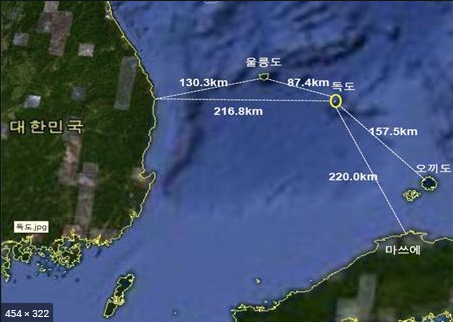 울릉도
130.3km
87.4km
독도
216.8km
대한민국
157.5km
오끼도
220.0km
독도.jpg
마쓰에
454 × 322